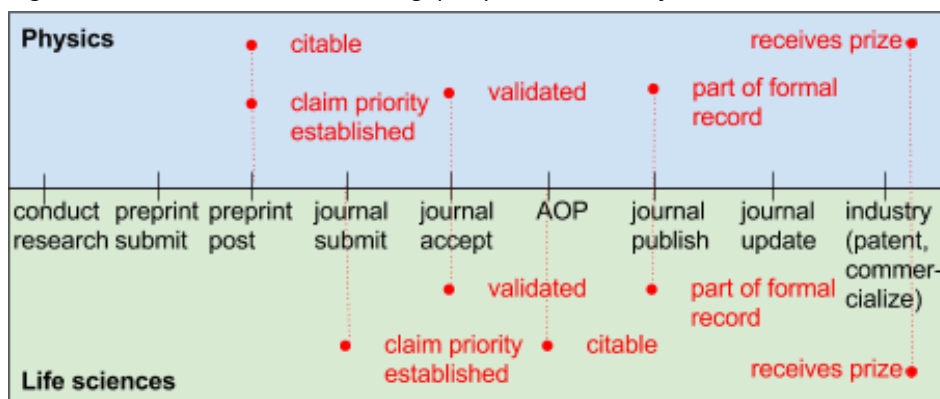 Physics
citable
receives prize
claim priority
established
validated
part of formal
record
conduct
research
preprint
submit
preprint
post
journal
submit
journal
accept
AOP
journal
publish
journal
update
industry
(patent,
commer-
cialize)
validated
part of formal
record
claim priority
established
citable
receives prize
Life sciences